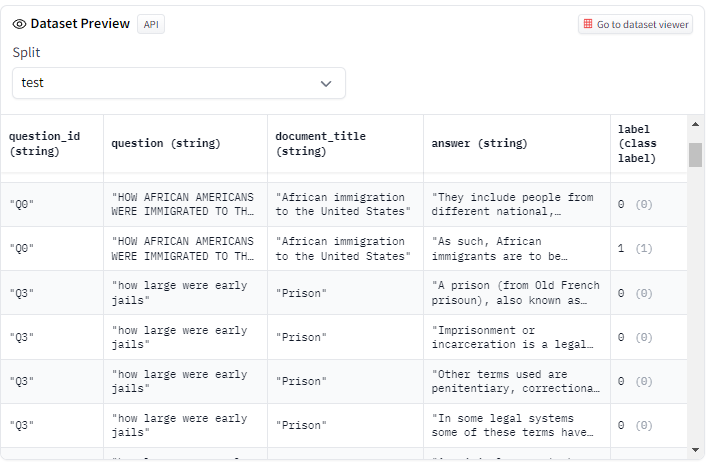 Dataset Preview API Go to dataset viewer
Split
test
question_id (string) question (string) document_title (string) answer (string) label (class label)
"Q0" "HOW AFRICAN AMERICANS WERE IMMIGRATED TO TH… "African immigration to the United States" "They include people from different national,… 0 (0)
"Q0" "HOW AFRICAN AMERICANS WERE IMMIGRATED TO TH… "African immigration to the United States" "As such, African immigrants are to be… 1 (1)
"Q3" "how large were early jails" "Prison" "A prison (from Old French prisoun), also known as… 0 (0)
"Q3" "how large were early jails" "Prison" "Imprisonment or incarceration is a legal… 0 (0)
"Q3" "how large were early jails" "Prison" "Other terms used are penitentiary, correctiona… 0 (0)
"Q3" "how large were early jails" "Prison" "In some legal systems some of these terms have… 0 (0)